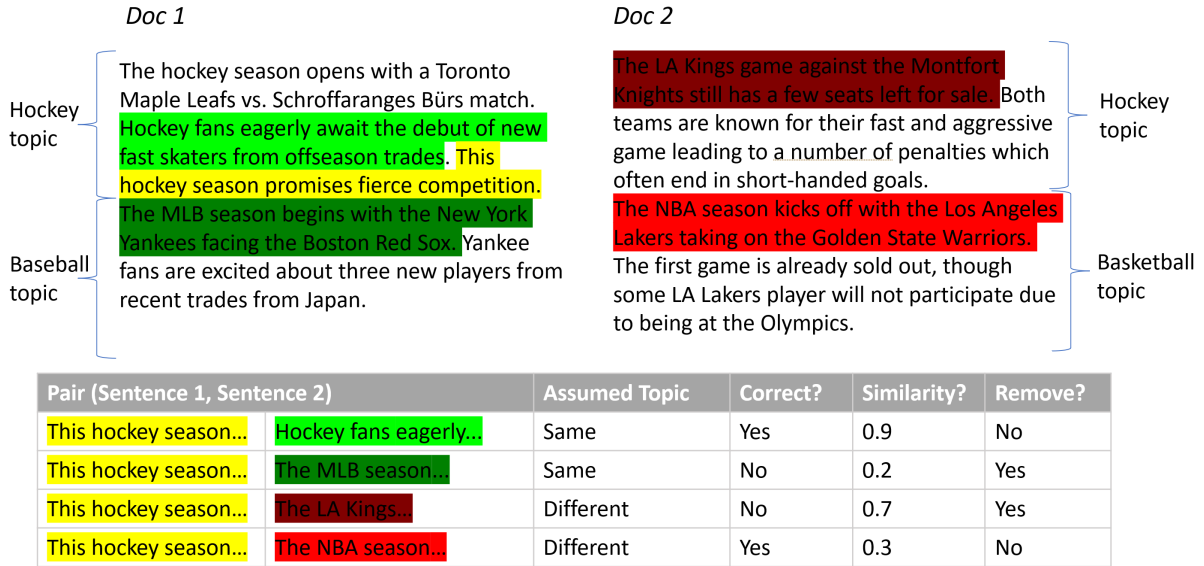 Doc 1
Hockey
topic
The hockey season opens with a Toronto
Maple Leafs vs. Schroffaranges Bürs match.
Hockey fans eagerly await the debut of new
fast skaters from offseason trades. This
hockey season promises fierce competition.
Baseball
topic
The MLB season begins with the New York
Yankees facing the Boston Red Sox. Yankee
fans are excited about three new players from
recent trades from Japan.
Doc 2
The LA Kings game against the Montfort
Knights still has a few seats left for sale. Both
teams are known for their fast and aggressive
game leading to a number of penalties which
often end in short-handed goals.
Hockey
topic
The NBA season kicks off with the Los Angeles
Lakers taking on the Golden State Warriors.
The first game is already sold out, though
some LA Lakers player will not participate due
to being at the Olympics.
Basketball
topic
Pair (Sentence 1, Sentence 2) Assumed Topic Correct? Similarity? Remove?
This hockey season... Hockey fans eagerly... Same Yes 0.9 No
This hockey season... The MLB season... Same No 0.2 Yes
This hockey season... The LA Kings... Different No 0.7 Yes
This hockey season... The NBA season... Different Yes 0.3 No